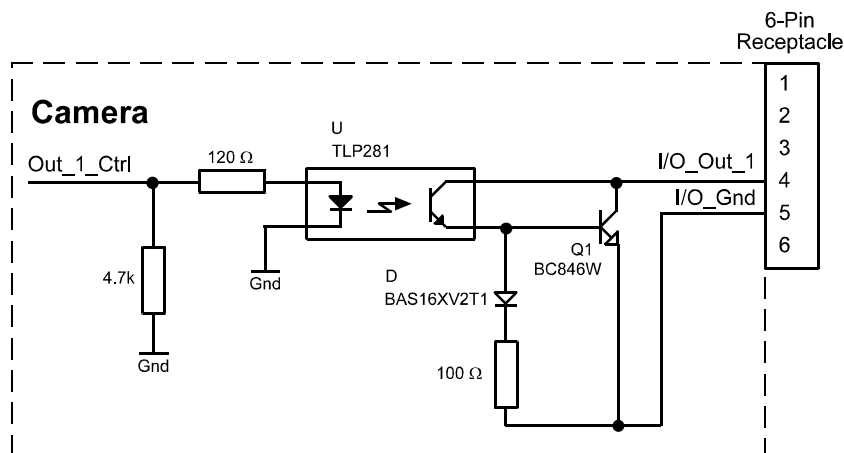 6-Pin
Receptacle
1
2
3
4
5
6
Camera
Out_1_Ctrl
120 Ω
U
TLP281
I/O_Out_1
I/O_Gnd
4.7k
Gnd
Gnd
D
BAS16XV2T1
Q1
BC846W
100 Ω